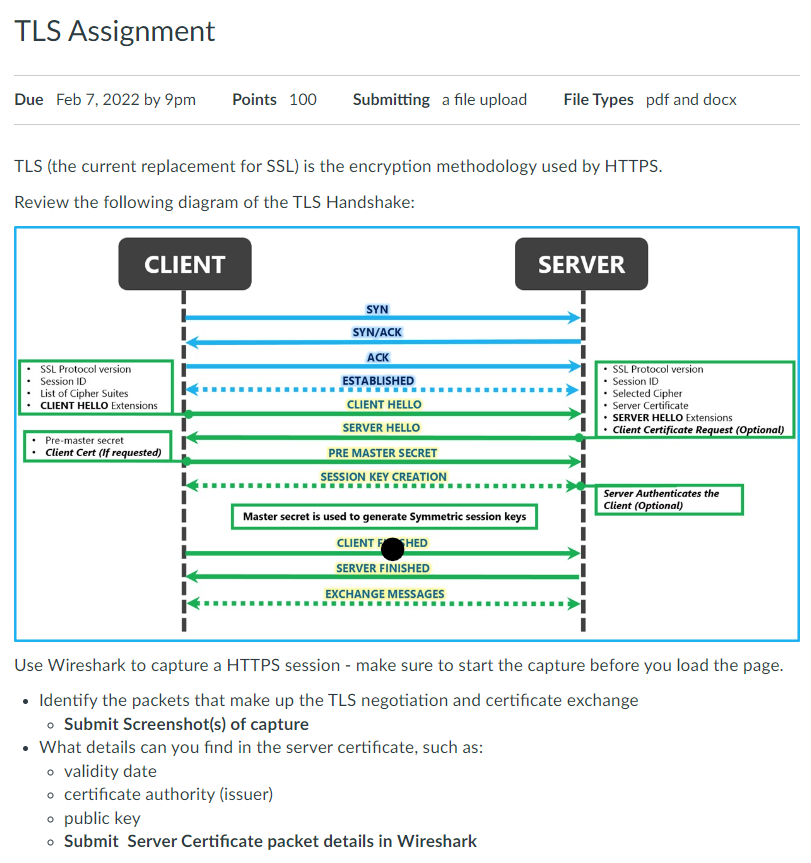 TLS Assignment
Due Feb 7, 2022 by 9pm Points 100 Submitting a file upload File Types pdf and docx
TLS (the current replacement for SSL) is the encryption methodology used by HTTPS.
Review the following diagram of the TLS Handshake:
CLIENT
SERVER
SYN
SYN/ACK
ACK
ESTABLISHED
• SSL Protocol version
• Session ID
• List of Cipher Suites
• CLIENT HELLO Extensions
• SSL Protocol version
• Session ID
• Selected Cipher
• Server Certificate
• SERVER HELLO Extensions
• Client Certificate Request (Optional)
CLIENT HELLO
SERVER HELLO
• Pre-master secret
• Client Cert (If requested)
PRE MASTER SECRET
SESSION KEY CREATION
Server Authenticates the
Client (Optional)
Master secret is used to generate Symmetric session keys
CLIENT
SERVER FINISHED
EXCHANGE MESSAGES
Use Wireshark to capture a HTTPS session - make sure to start the capture before you load the page.
• Identify the packets that make up the TLS negotiation and certificate exchange
◦ Submit Screenshot(s) of capture
• What details can you find in the server certificate, such as:
◦ validity date
◦ certificate authority (issuer)
◦ public key
◦ Submit Server Certificate packet details in Wireshark